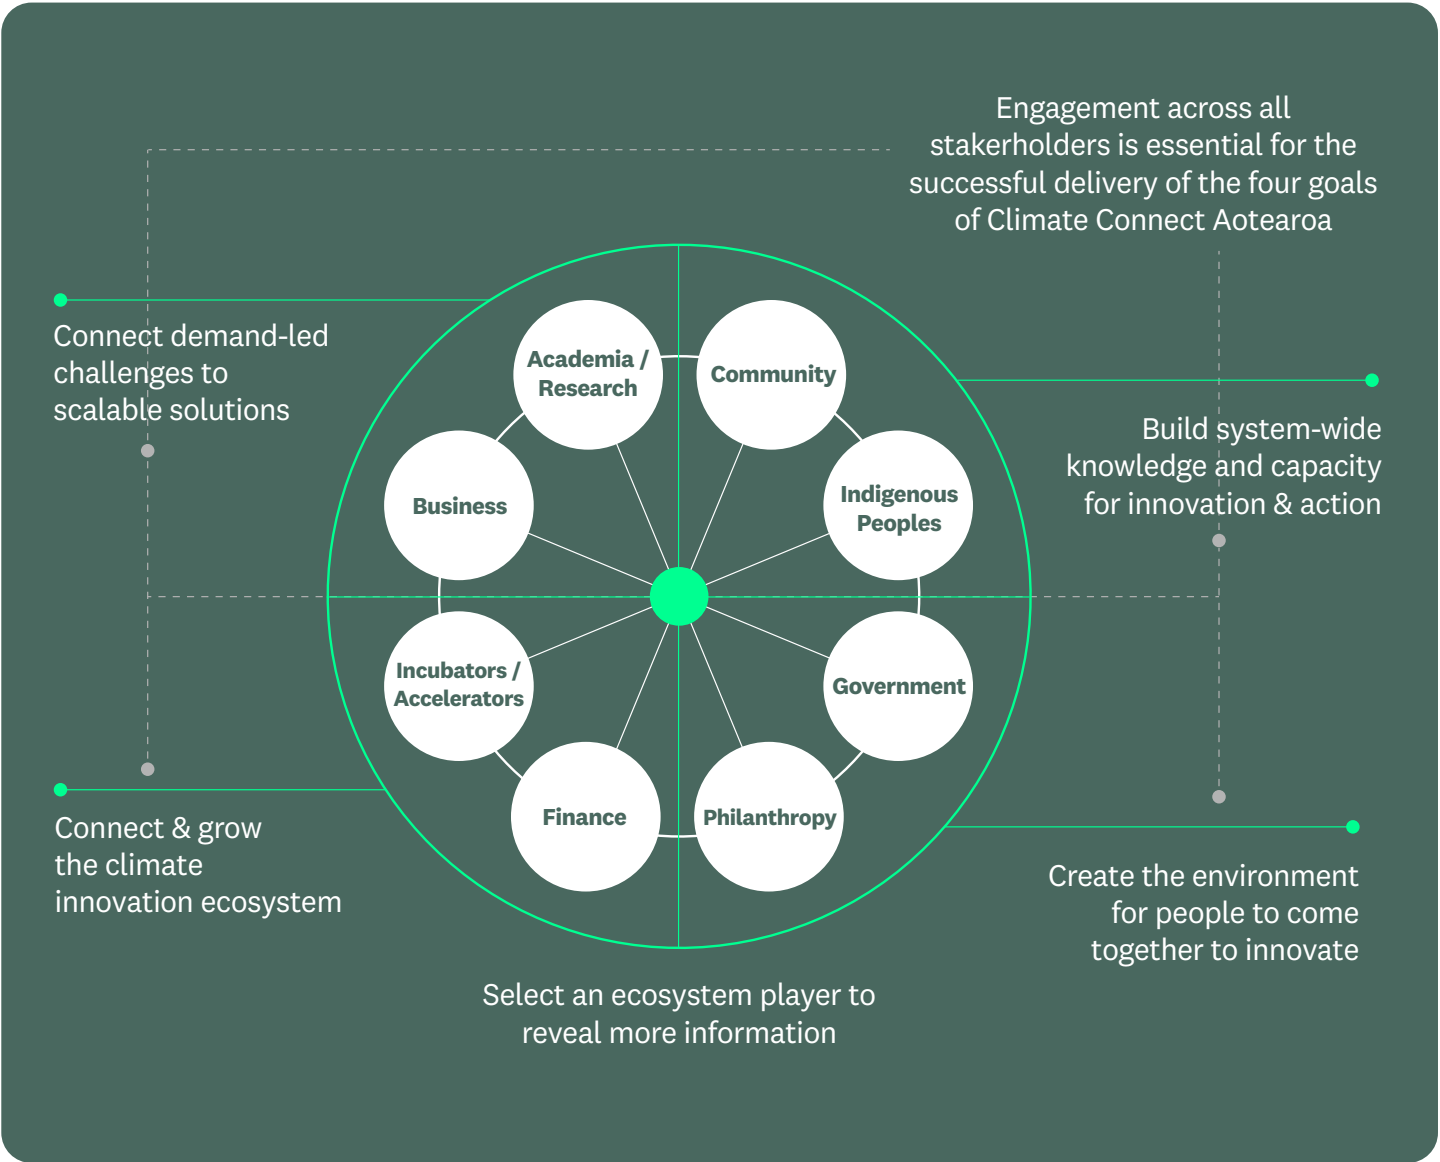 Engagement across all
stakerholders is essential for the
successful delivery of the four goals
of Climate Connect Aotearoa
Connect demand-led
challenges to
scalable solutions
Build system-wide
knowledge and capacity
for innovation & action
Academia /
Research
Community
Business
Indigenous
Peoples
Incubators /
Accelerators
Government
Finance
Philanthropy
Connect & grow
the climate
innovation ecosystem
Create the environment
for people to come
together to innovate
Select an ecosystem player to
reveal more information